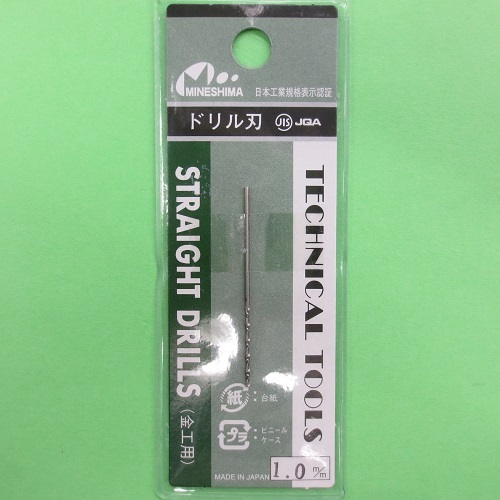 MINESHIMA
日本工業規格表示認証
ドリル刃 JIS JQA
TECHNICAL TOOLS
STRAIGHT DRILLS (金工用)
紙 : 台紙
プラ : ビニールケース
MADE IN JAPAN
1.0 m/m